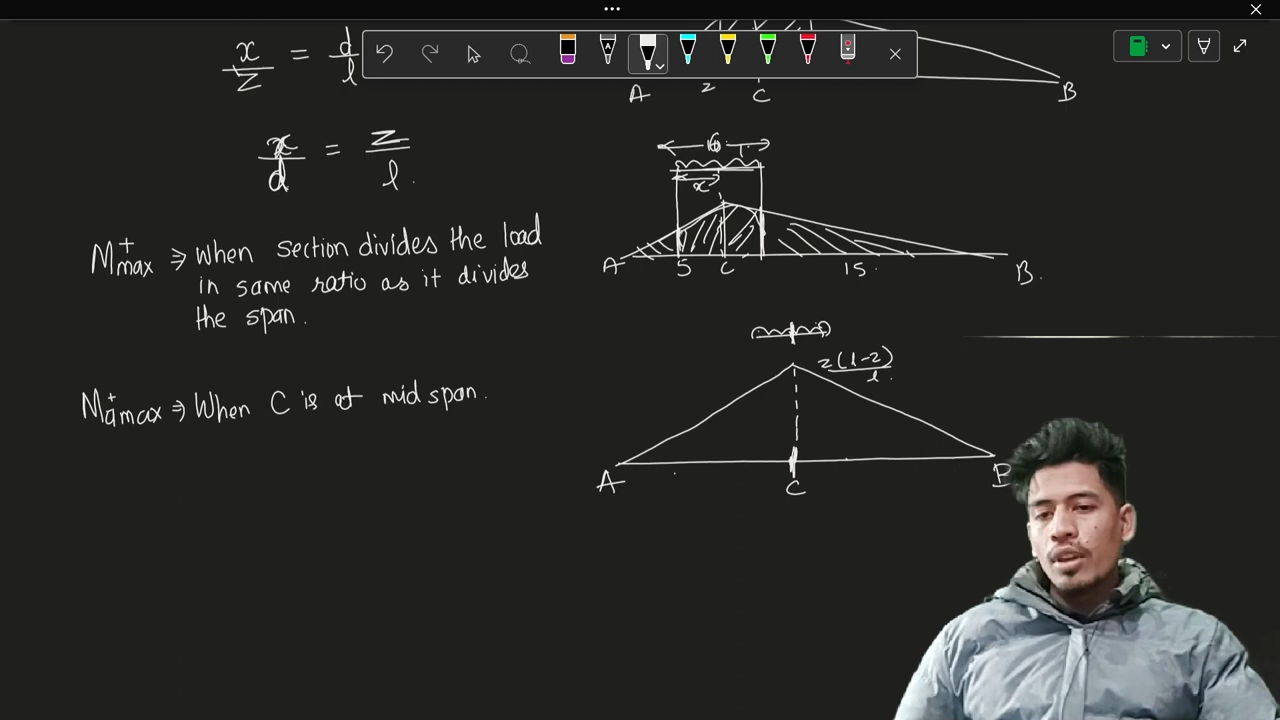 x/z = d/l
A z C B
x/d = z/l.
x
A 5 C 15. B.
M⁺max ⇒ When section divides the load
in same ratio as it divides
the span.
z(l-z)/l.
Mₐ⁺max ⇒ When C is at mid span.
A C B